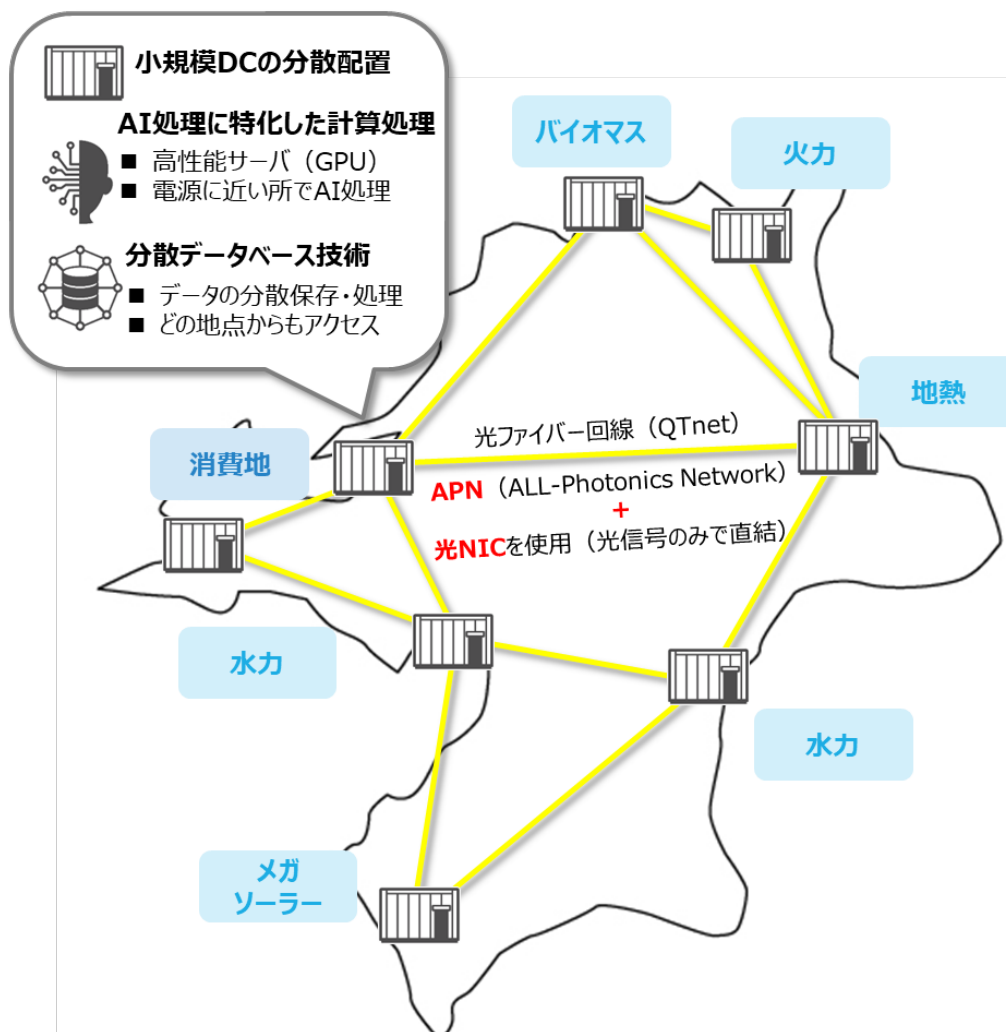 小規模DCの分散配置
AI処理に特化した計算処理
■ 高性能サーバ（GPU）
■ 電源に近い所でAI処理
分散データベース技術
■ データの分散保存・処理
■ どの地点からもアクセス
バイオマス
火力
地熱
消費地
光ファイバー回線（QTnet）
APN（ALL-Photonics Network）
+
光NICを使用（光信号のみで直結）
水力
水力
メガ
ソーラー